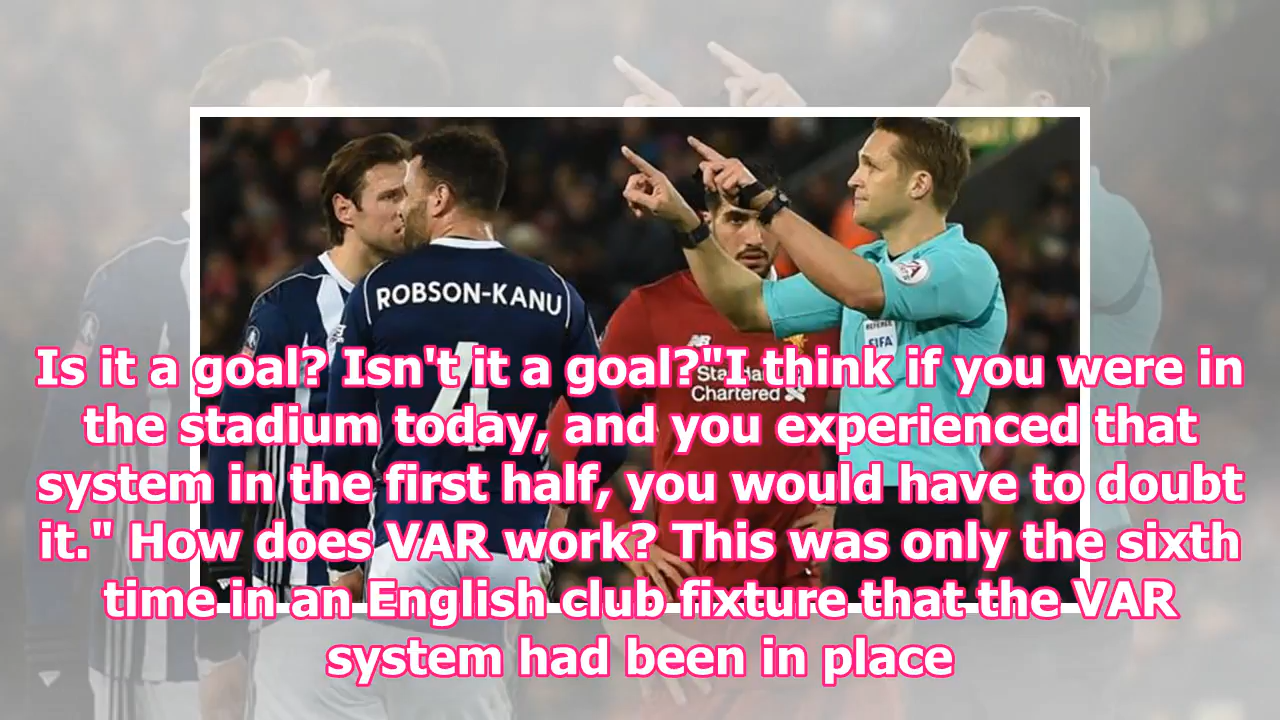 ROBSON-KANU
4
REFEREE
FIFA
Chartered
Is it a goal? Isn't it a goal?"I think if you were in
the stadium today, and you experienced that
system in the first half, you would have to doubt
it." How does VAR work? This was only the sixth
time in an English club fixture that the VAR
system had been in place